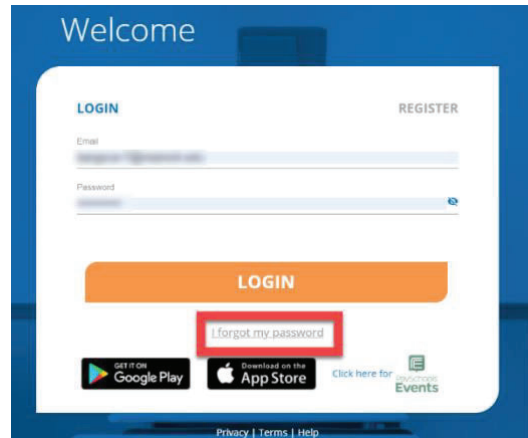 Welcome
LOGIN
REGISTER
Email
Password
LOGIN
I forgot my password
GET IT ON
Google Play
Download on the
App Store
Click here for
Events
Privacy | Terms | Help